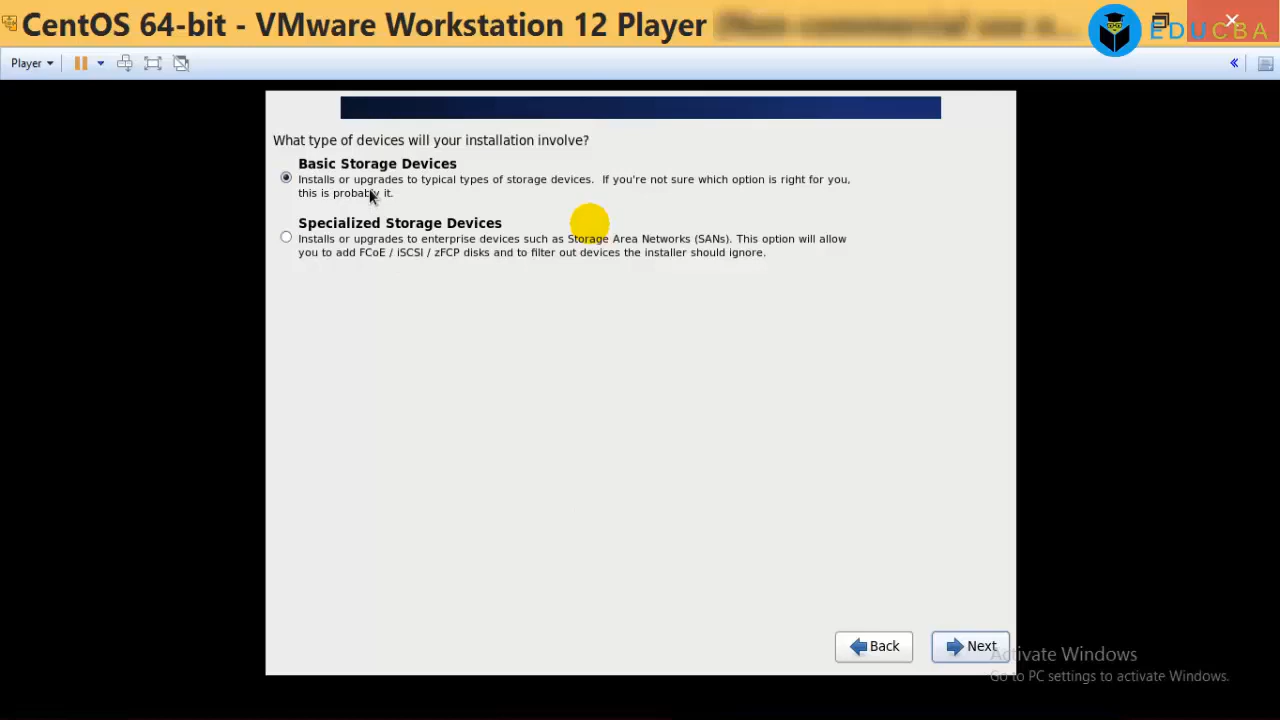 CentOS 64-bit - VMware Workstation 12 Player
EDUCBA
Player
What type of devices will your installation involve?
Basic Storage Devices
Installs or upgrades to typical types of storage devices.  If you're not sure which option is right for you,
this is probably it.
Specialized Storage Devices
Installs or upgrades to enterprise devices such as Storage Area Networks (SANs). This option will allow
you to add FCoE / iSCSI / zFCP disks and to filter out devices the installer should ignore.
Back
Next
Activate Windows
Go to PC settings to activate Windows.